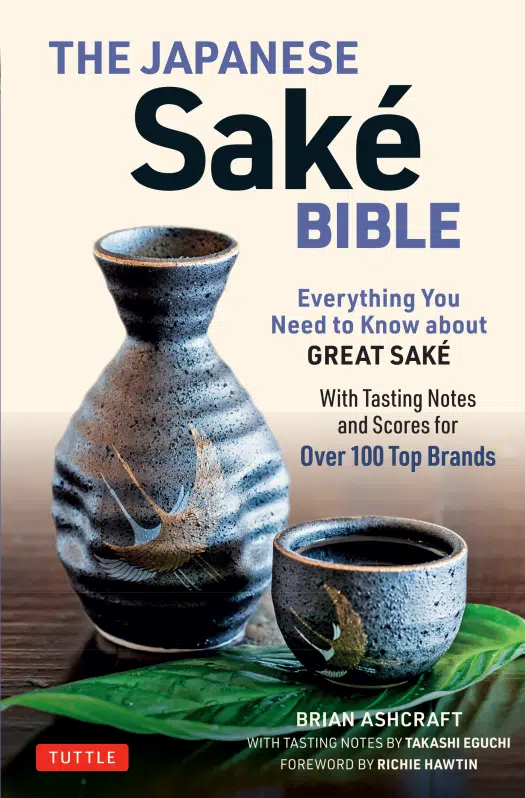 THE JAPANESE
Saké
BIBLE
Everything You
Need to Know about
GREAT SAKÉ
With Tasting Notes
and Scores for
Over 100 Top Brands
BRIAN ASHCRAFT
WITH TASTING NOTES BY TAKASHI EGUCHI
FOREWORD BY RICHIE HAWTIN
TUTTLE